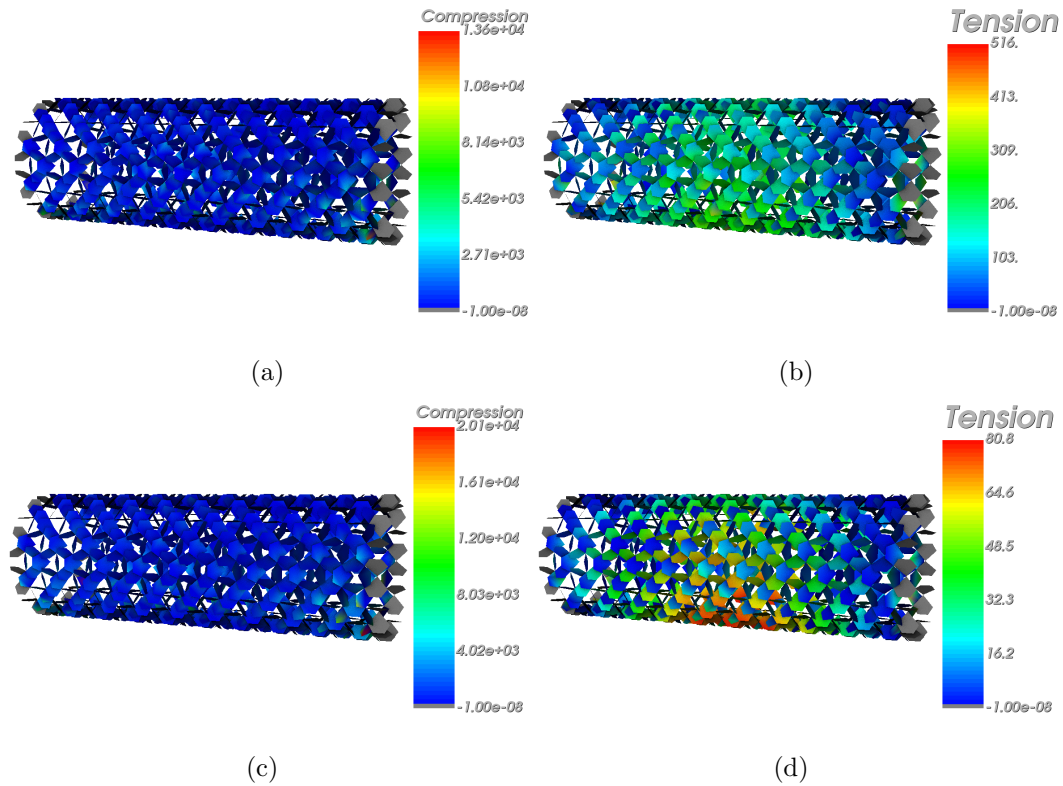 Compression
1.36e+04
1.08e+04
8.14e+03
5.42e+03
2.71e+03
-1.00e-08
(a)
Tension
516.
413.
309.
206.
103.
-1.00e-08
(b)
Compression
2.01e+04
1.61e+04
1.20e+04
8.03e+03
4.02e+03
-1.00e-08
(c)
Tension
80.8
64.6
48.5
32.3
16.2
-1.00e-08
(d)